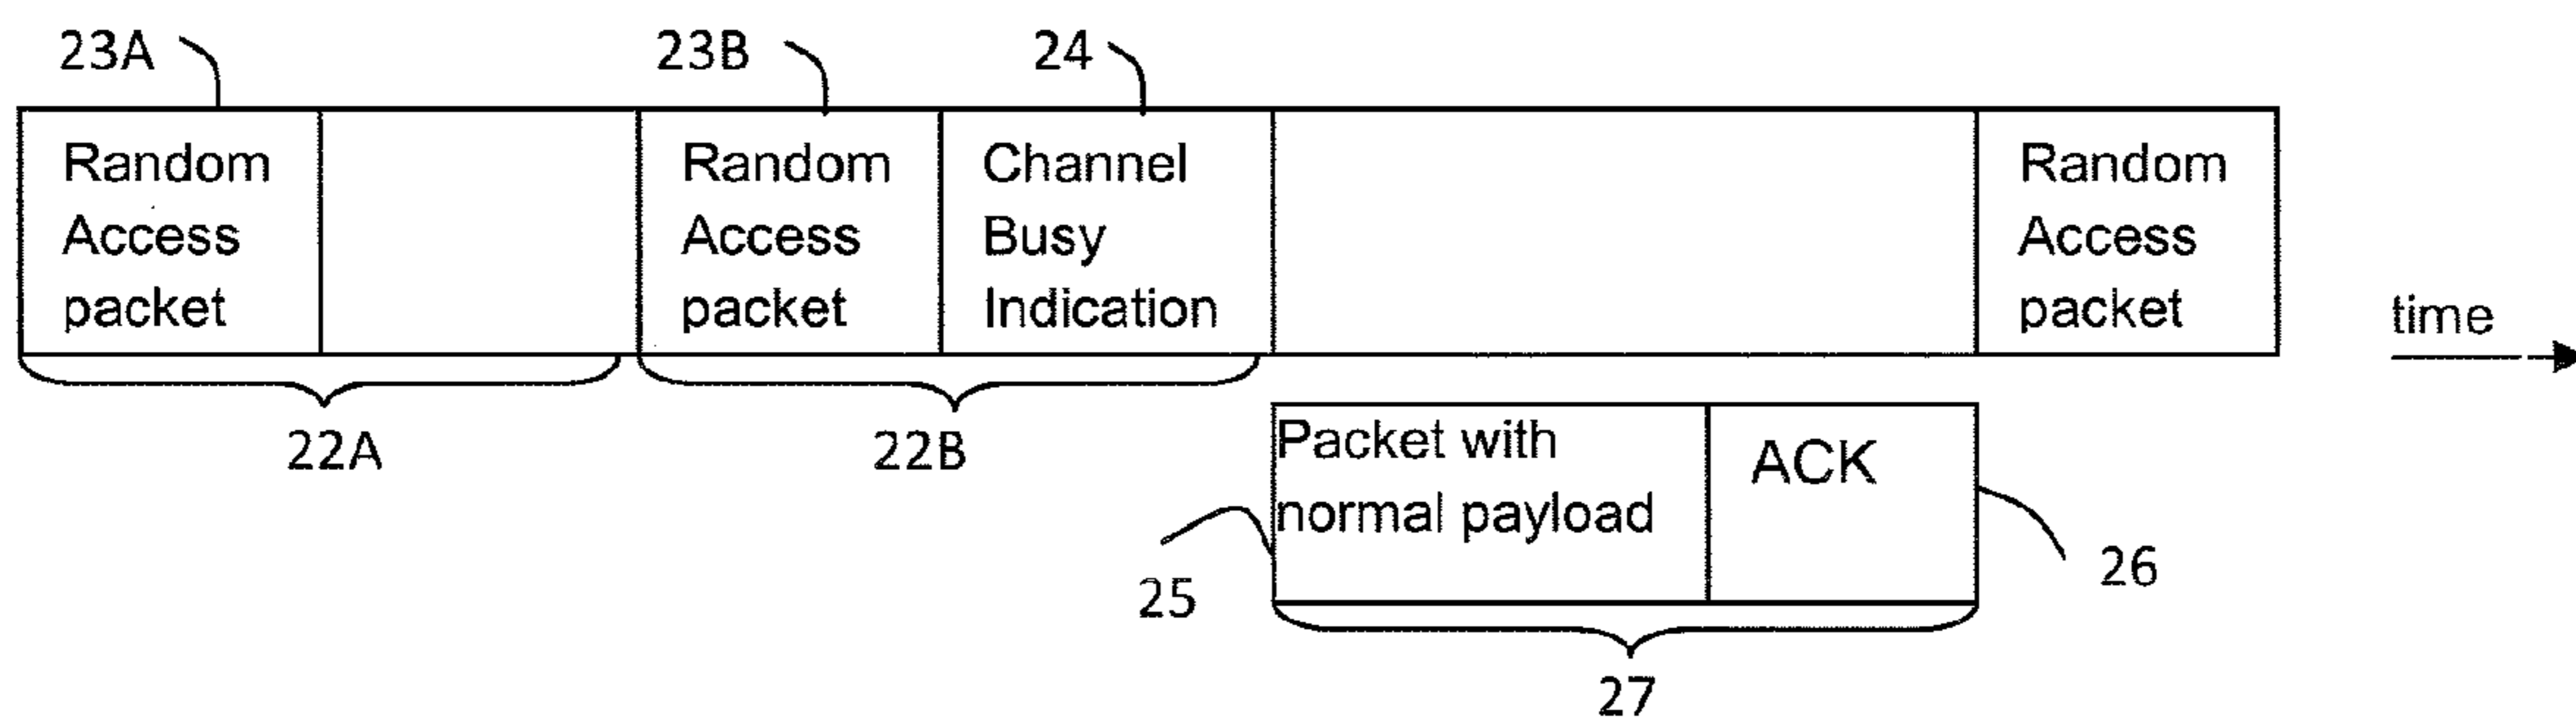 23A
23B
24
Random
Access
packet
Random
Access
packet
Channel
Busy
Indication
Random
Access
packet
time
22A
22B
Packet with
normal payload
ACK
25
26
27